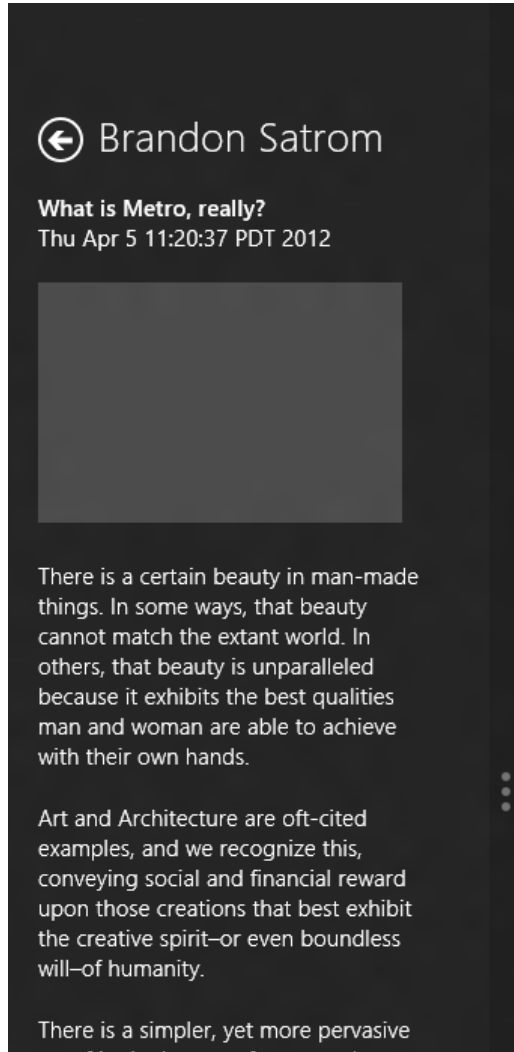 Brandon Satrom
What is Metro, really?
Thu Apr 5 11:20:37 PDT 2012
There is a certain beauty in man-made
things. In some ways, that beauty
cannot match the extant world. In
others, that beauty is unparalleled
because it exhibits the best qualities
man and woman are able to achieve
with their own hands.
Art and Architecture are oft-cited
examples, and we recognize this,
conveying social and financial reward
upon those creations that best exhibit
the creative spirit–or even boundless
will–of humanity.
There is a simpler, yet more pervasive